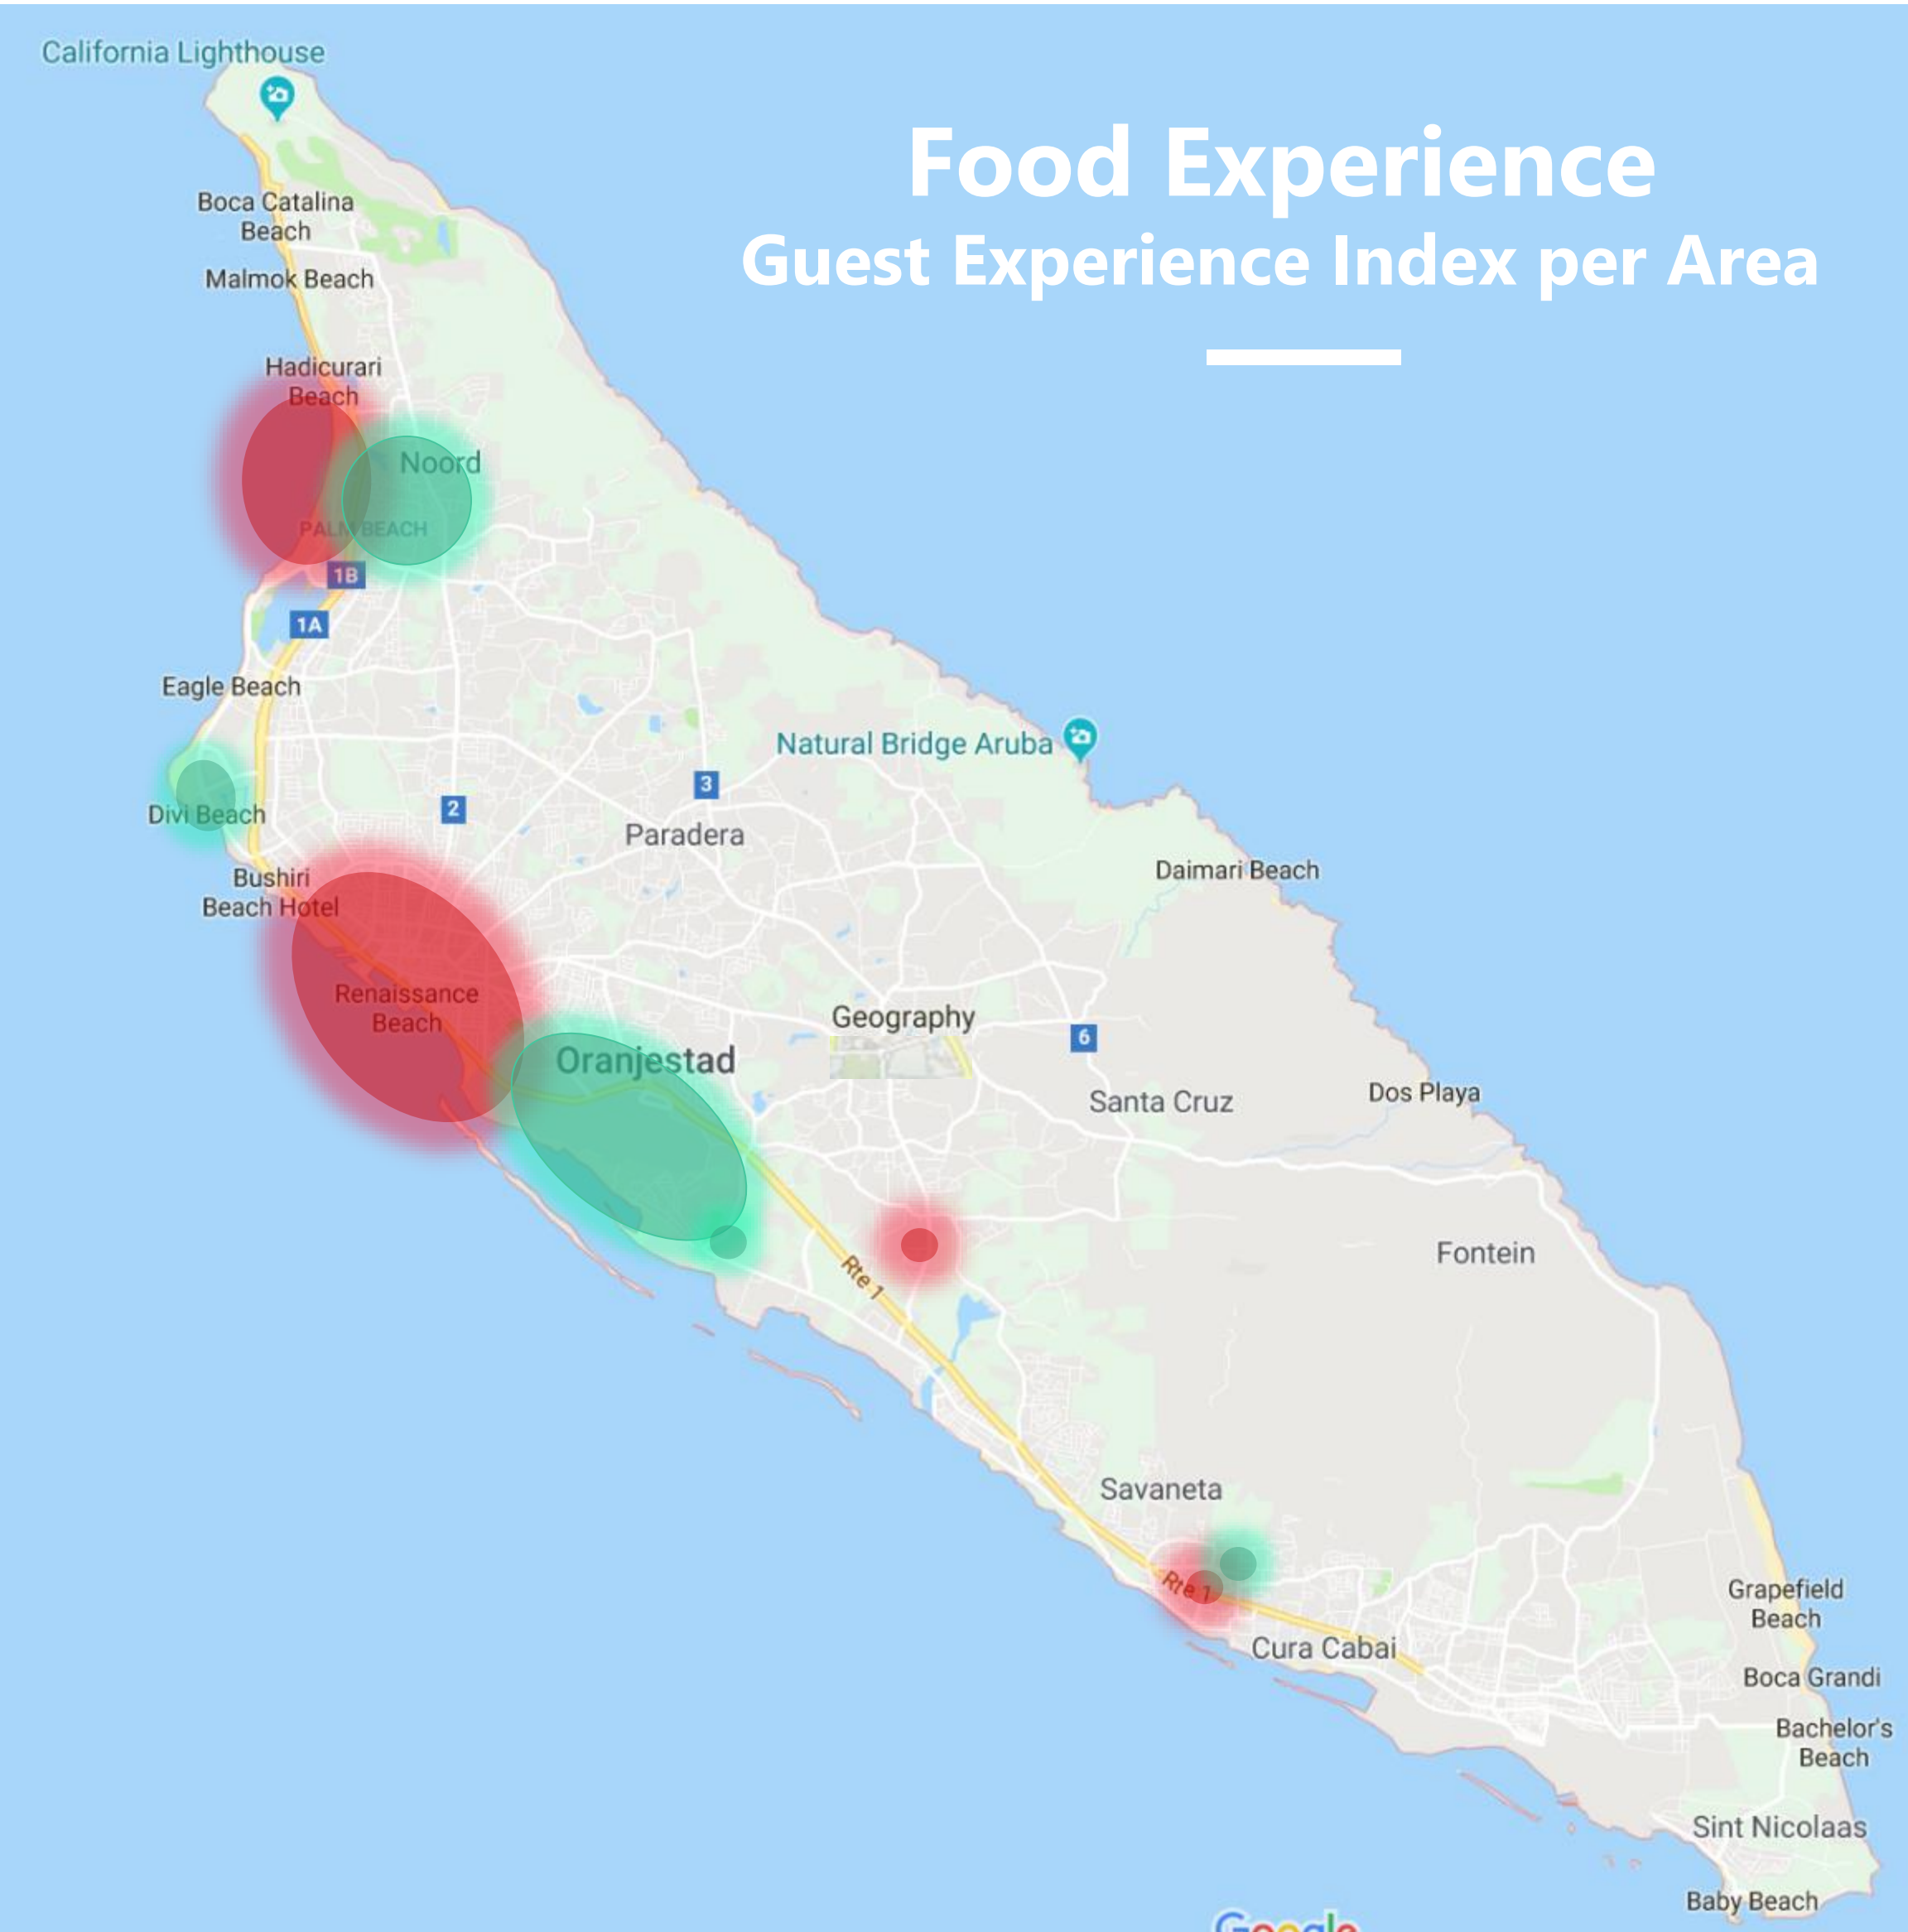 California Lighthouse
Food Experience
Guest Experience Index per Area
Boca Catalina
Beach
Malmok Beach
Hadicurari
Beach
Noord
PALM BEACH
1B
1A
Eagle Beach
Natural Bridge Aruba
3
2
Divi Beach
Paradera
Daimari Beach
Bushiri
Beach Hotel
Renaissance
Beach
Geography
6
Oranjestad
Santa Cruz
Dos Playa
Rte 1
Fontein
Savaneta
Rte 1
Grapefield
Beach
Cura Cabai
Boca Grandi
Bachelor's
Beach
Sint Nicolaas
Baby Beach
Google